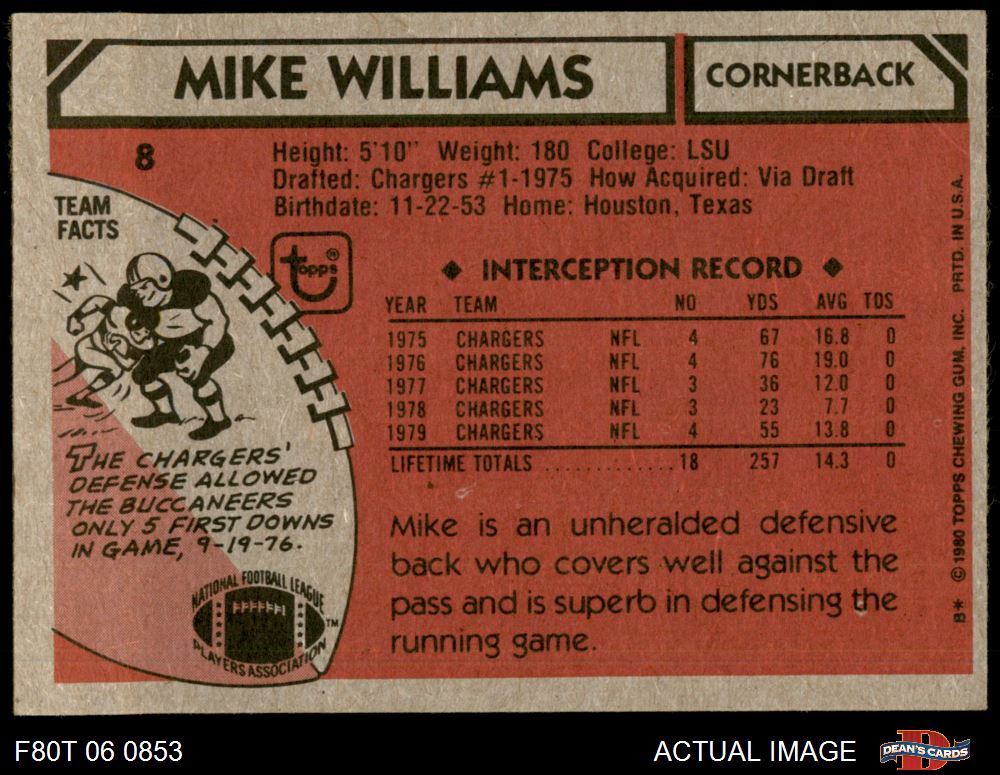 MIKE WILLIAMS
CORNERBACK
8
Height: 5'10" Weight: 180 College: LSU
Drafted: Chargers #1-1975 How Acquired: Via Draft
Birthdate: 11-22-53 Home: Houston, Texas
TEAM
FACTS
topps ®
◆ INTERCEPTION RECORD ◆
YEAR TEAM NO YDS AVG TDS
1975 CHARGERS NFL 4 67 16.8 0
1976 CHARGERS NFL 4 76 19.0 0
1977 CHARGERS NFL 3 36 12.0 0
1978 CHARGERS NFL 3 23 7.7 0
1979 CHARGERS NFL 4 55 13.8 0
LIFETIME TOTALS ............. 18 257 14.3 0
THE CHARGERS'
DEFENSE ALLOWED
THE BUCCANEERS
ONLY 5 FIRST DOWNS
IN GAME, 9-19-76.
NATIONAL FOOTBALL LEAGUE
PLAYERS ASSOCIATION
TM
Mike is an unheralded defensive
back who covers well against the
pass and is superb in defensing the
running game.
B* © 1980 TOPPS CHEWING GUM, INC. PRTD. IN U.S.A.
F80T 06 0853
ACTUAL IMAGE
D
DEAN'S CARDS